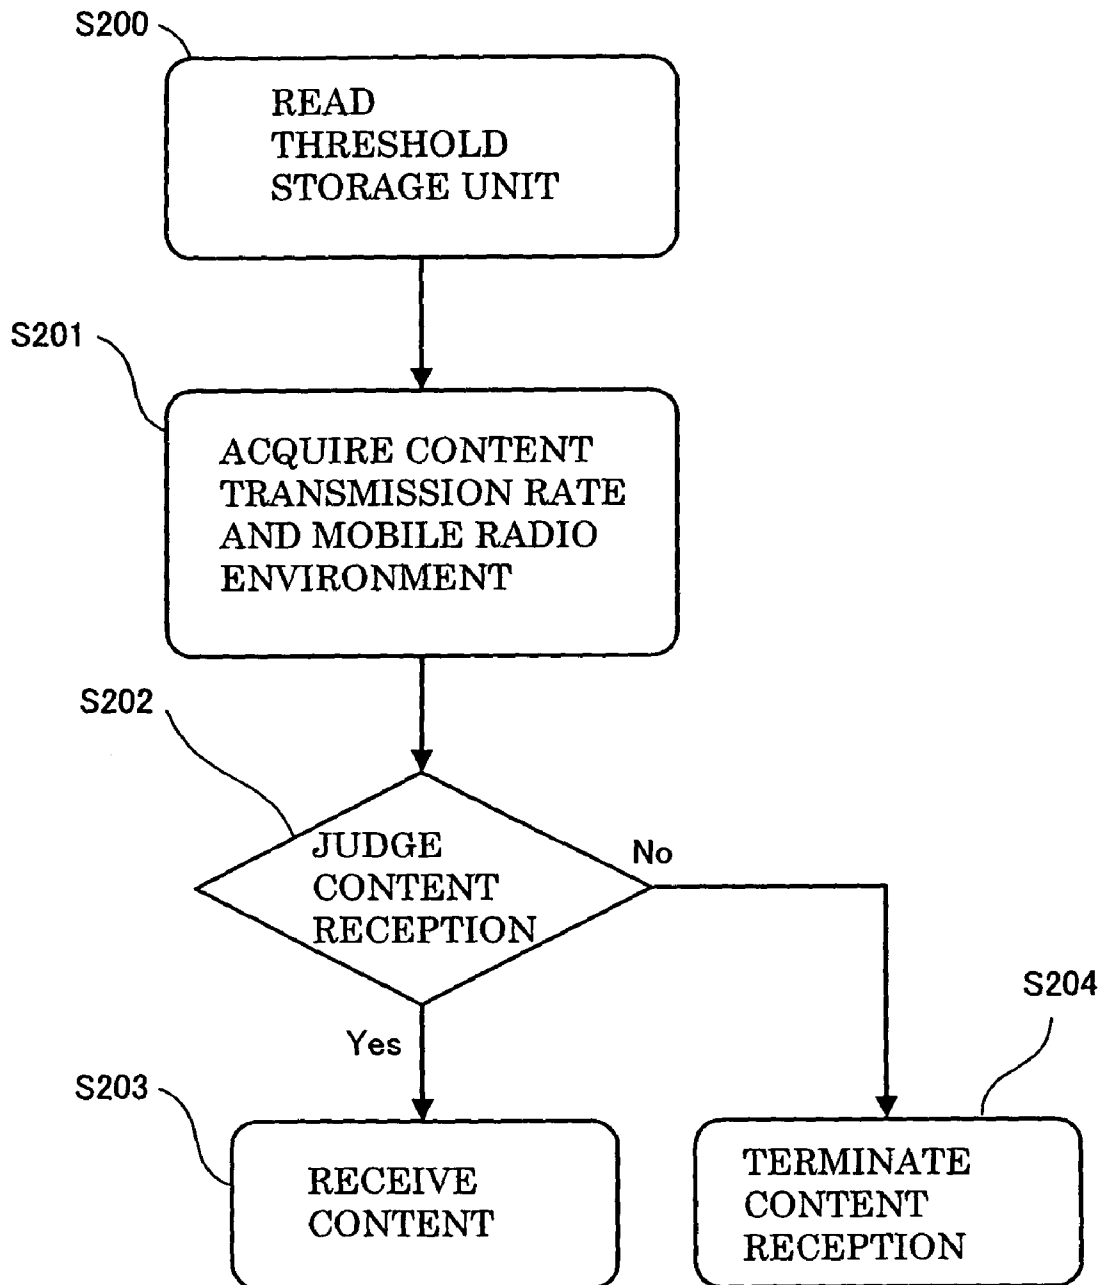 S200
READ
THRESHOLD
STORAGE UNIT
S201
ACQUIRE CONTENT
TRANSMISSION RATE
AND MOBILE RADIO
ENVIRONMENT
S202
JUDGE
CONTENT
RECEPTION
No
Yes
S203
RECEIVE
CONTENT
S204
TERMINATE
CONTENT
RECEPTION